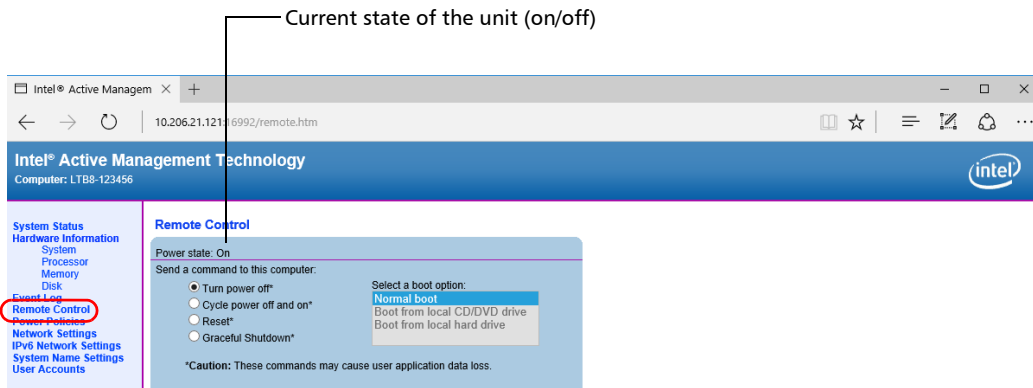 Current state of the unit (on/off)
Intel® Active Managem
10.206.21.121:16992/remote.htm
Intel® Active Management Technology
Computer: LTB8-123456
intel
System Status
Hardware Information
System
Processor
Memory
Disk
Event Log
Remote Control
Power Policies
Network Settings
IPv6 Network Settings
System Name Settings
User Accounts
Remote Control
Power state: On
Send a command to this computer:
Turn power off*
Cycle power off and on*
Reset*
Graceful Shutdown*
Select a boot option:
Normal boot
Boot from local CD/DVD drive
Boot from local hard drive
*Caution: These commands may cause user application data loss.